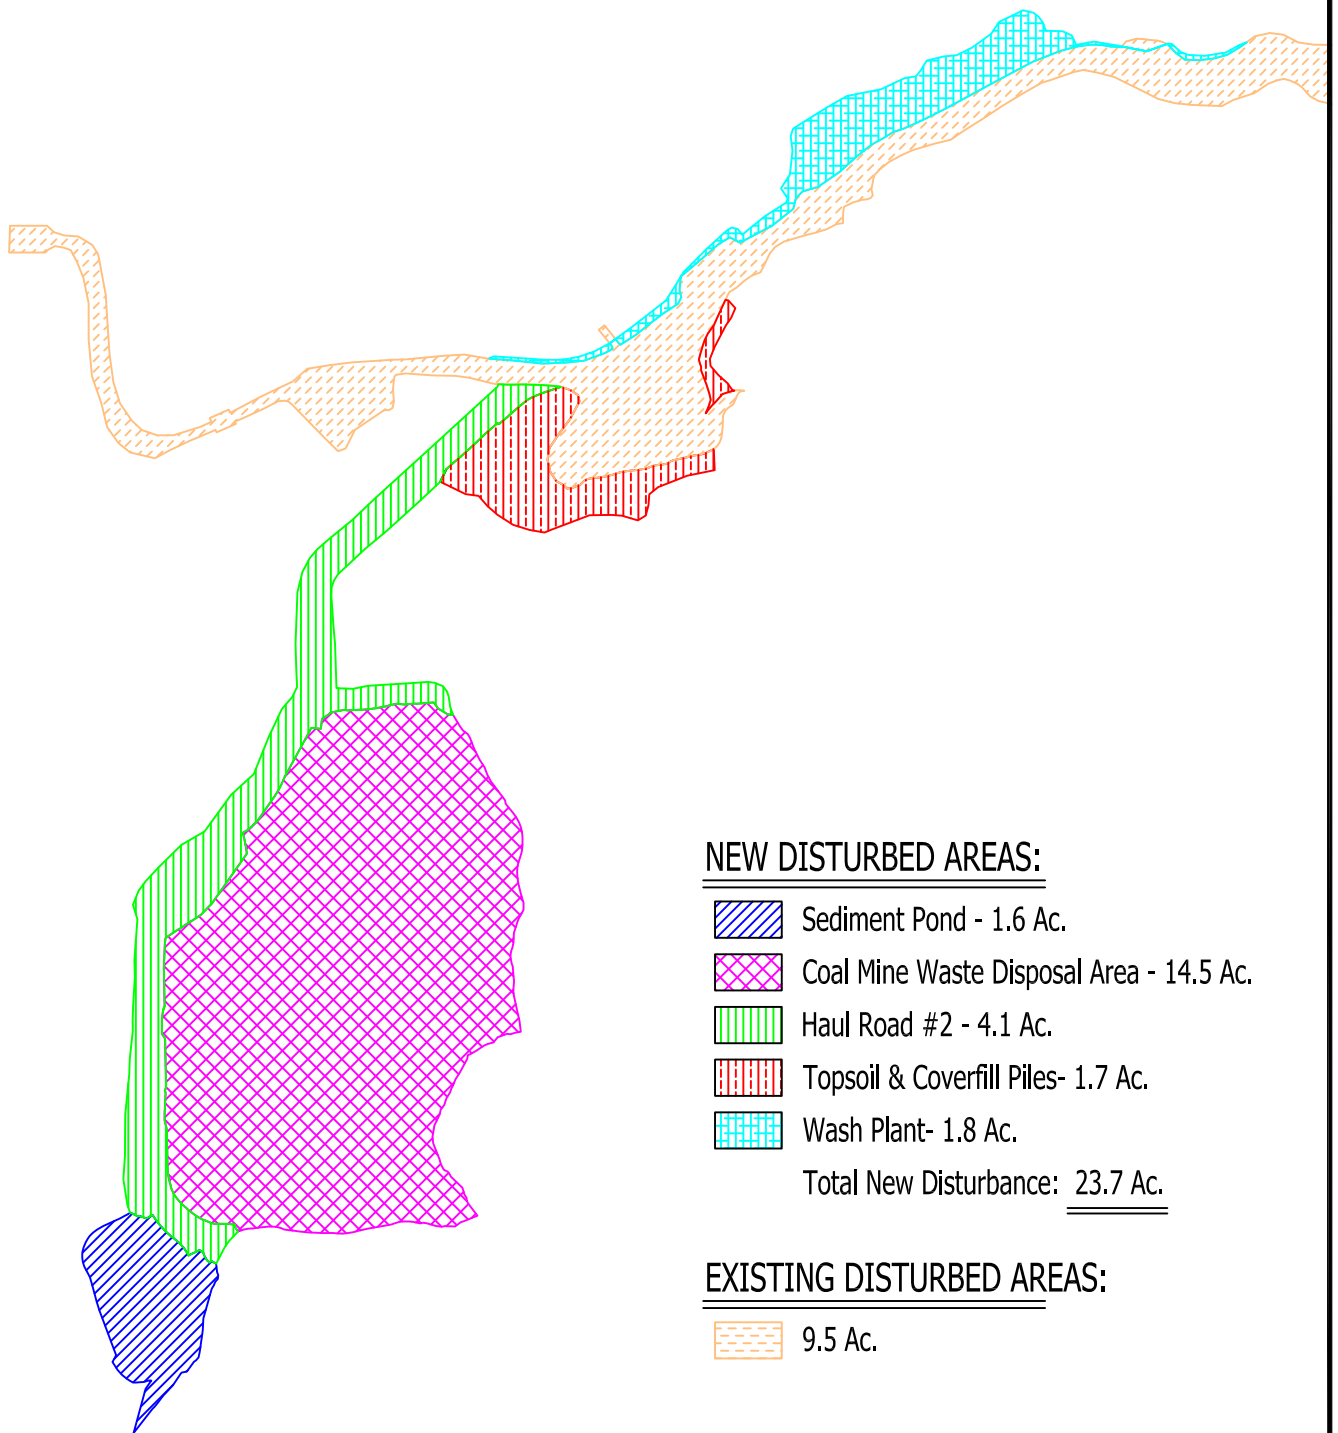 NEW DISTURBED AREAS:
Sediment Pond - 1.6 Ac.
Coal Mine Waste Disposal Area - 14.5 Ac.
Haul Road #2 - 4.1 Ac.
Topsoil & Coverfill Piles- 1.7 Ac.
Wash Plant- 1.8 Ac.
Total New Disturbance: 23.7 Ac.
EXISTING DISTURBED AREAS:
9.5 Ac.